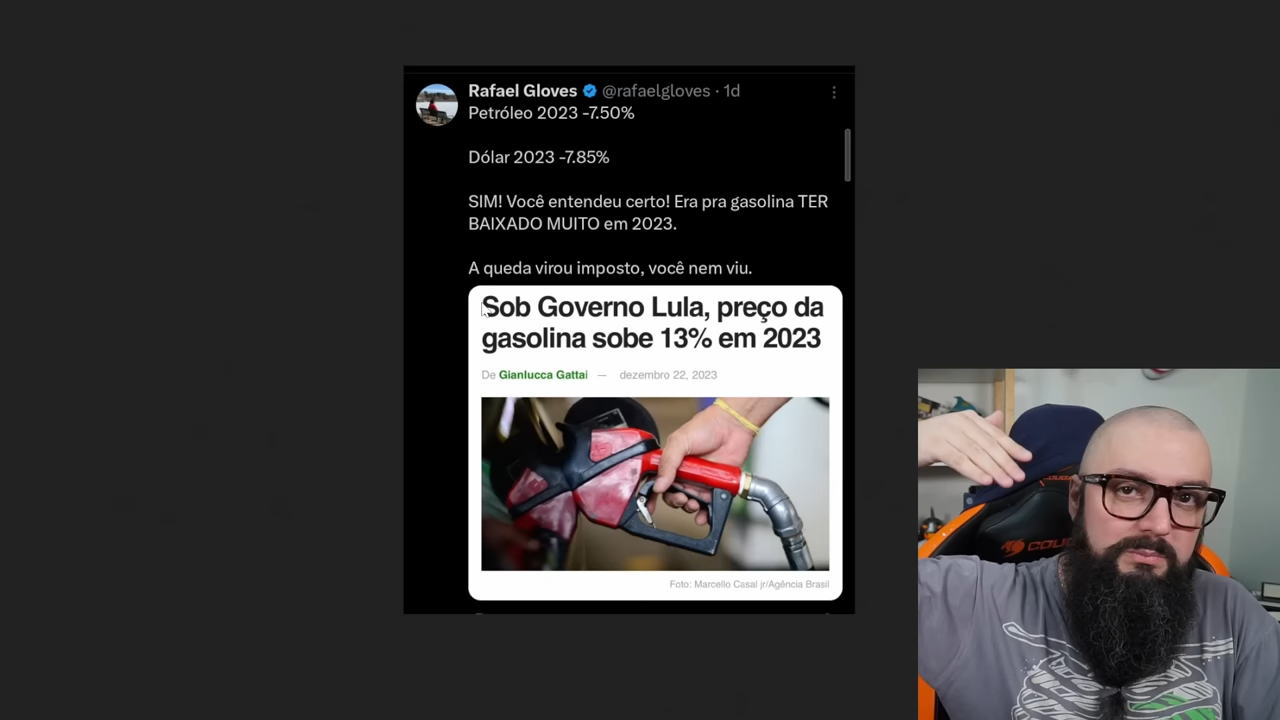 Rafael Gloves @rafaelgloves · 1d
Petróleo 2023 -7.50%
Dólar 2023 -7.85%
SIM! Você entendeu certo! Era pra gasolina TER
BAIXADO MUITO em 2023.
A queda virou imposto, você nem viu.
Sob Governo Lula, preço da
gasolina sobe 13% em 2023
De Gianlucca Gattai — dezembro 22, 2023
Foto: Marcello Casal jr/Agência Brasil